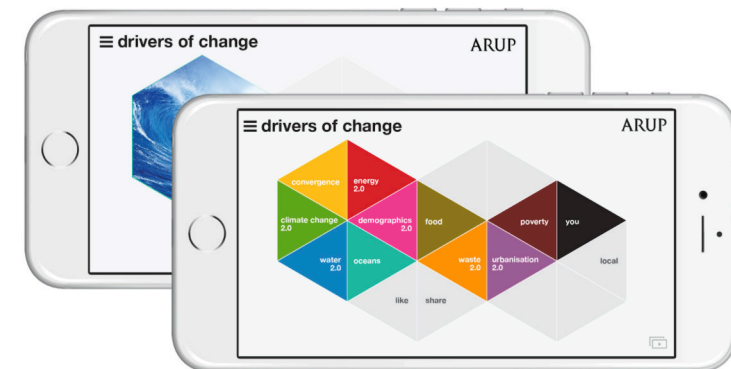 drivers of change
ARUP
drivers of change
ARUP
convergence
energy
2.0
climate change
2.0
demographics
2.0
food
poverty
you
water
2.0
oceans
waste
2.0
urbanisation
2.0
local
like
share